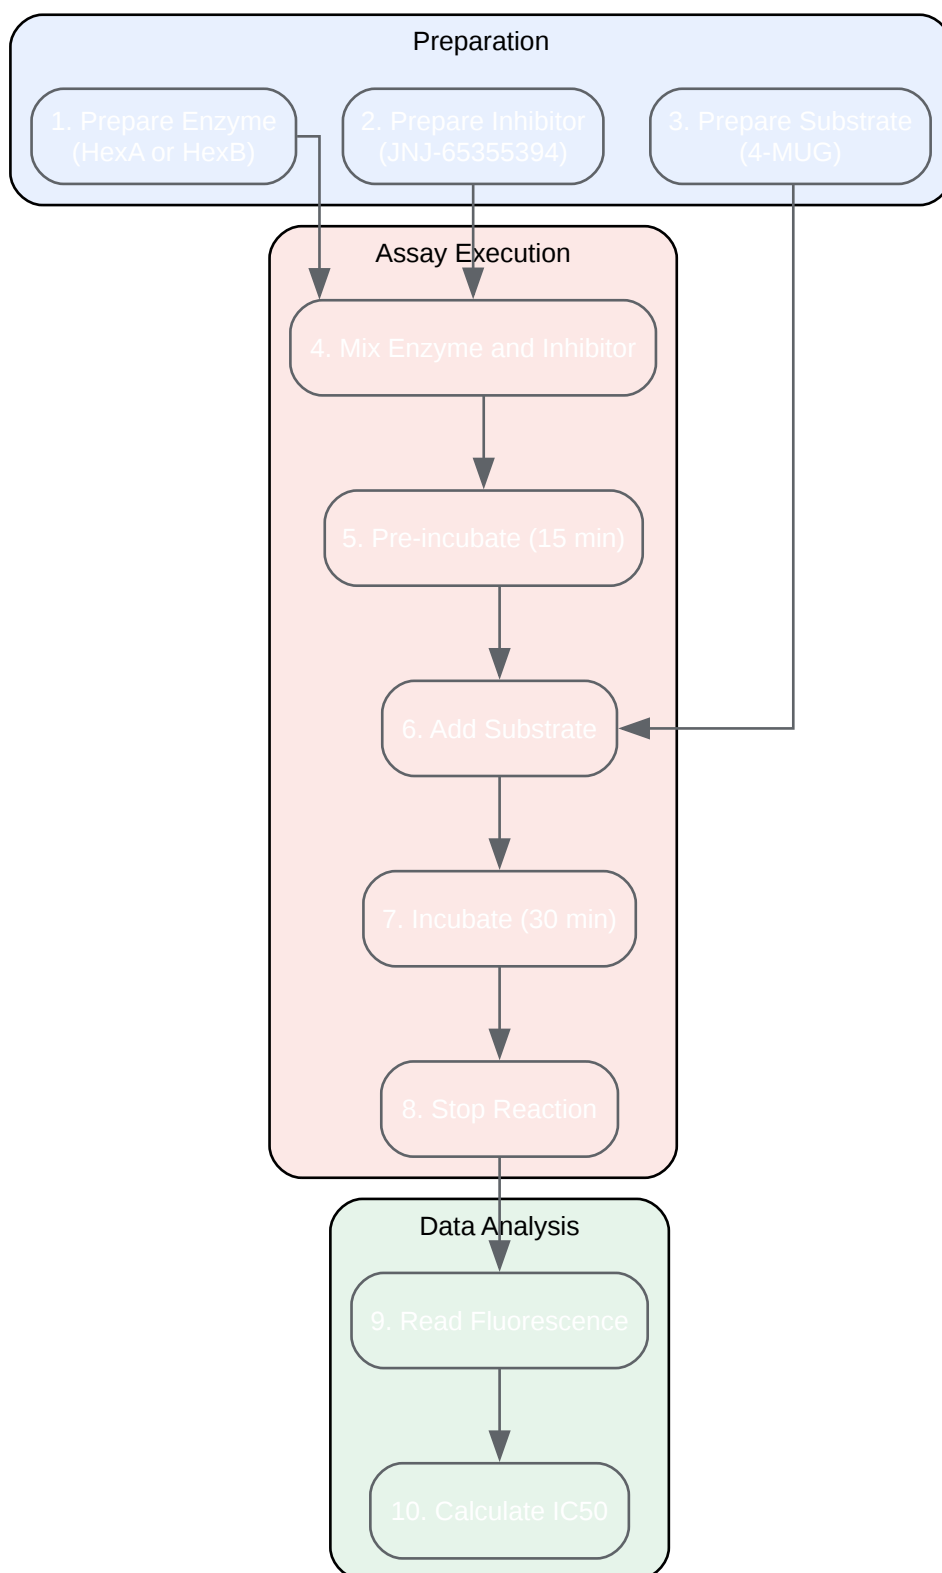 Preparation
1. Prepare Enzyme
(HexA or HexB)
2. Prepare Inhibitor
(JNJ-65355394)
3. Prepare Substrate
(4-MUG)
Assay Execution
4. Mix Enzyme and Inhibitor
5. Pre-incubate (15 min)
6. Add Substrate
7. Incubate (30 min)
8. Stop Reaction
Data Analysis
9. Read Fluorescence
10. Calculate IC50